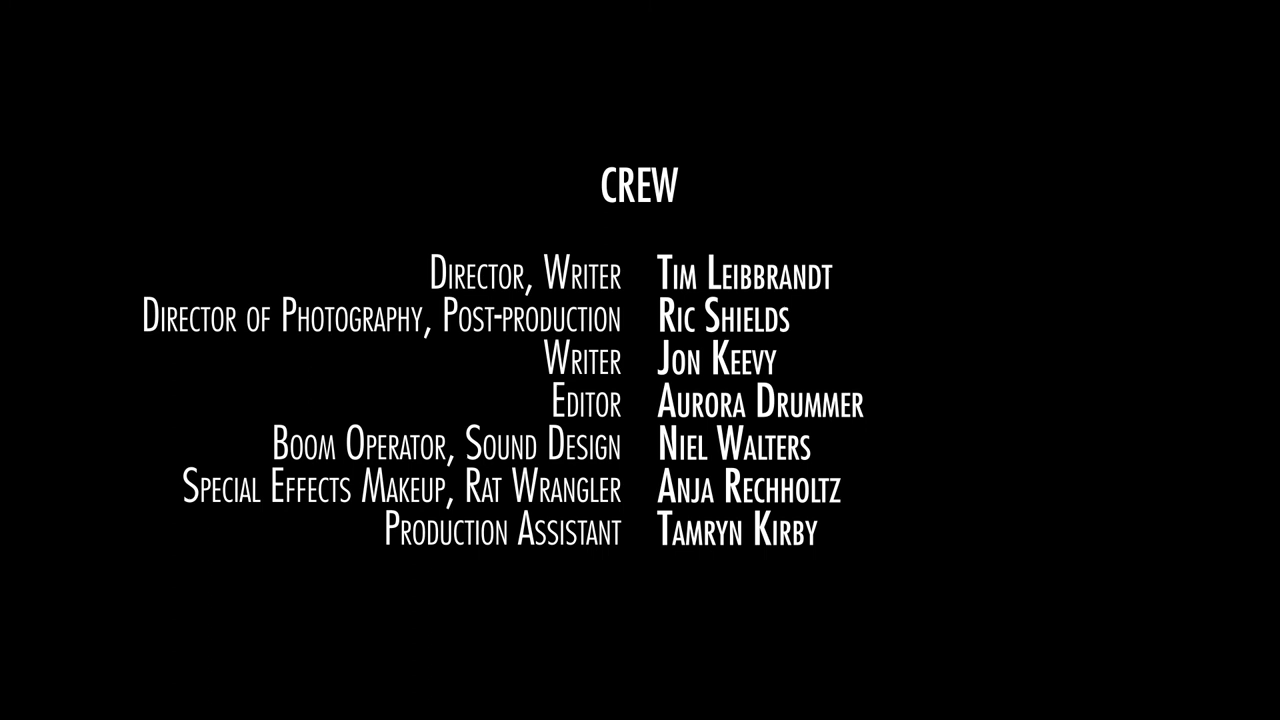 CREW
Director, Writer Tim Leibbrandt
Director of Photography, Post-production Ric Shields
Writer Jon Keevy
Editor Aurora Drummer
Boom Operator, Sound Design Niel Walters
Special Effects Makeup, Rat Wrangler Anja Rechholtz
Production Assistant Tamryn Kirby